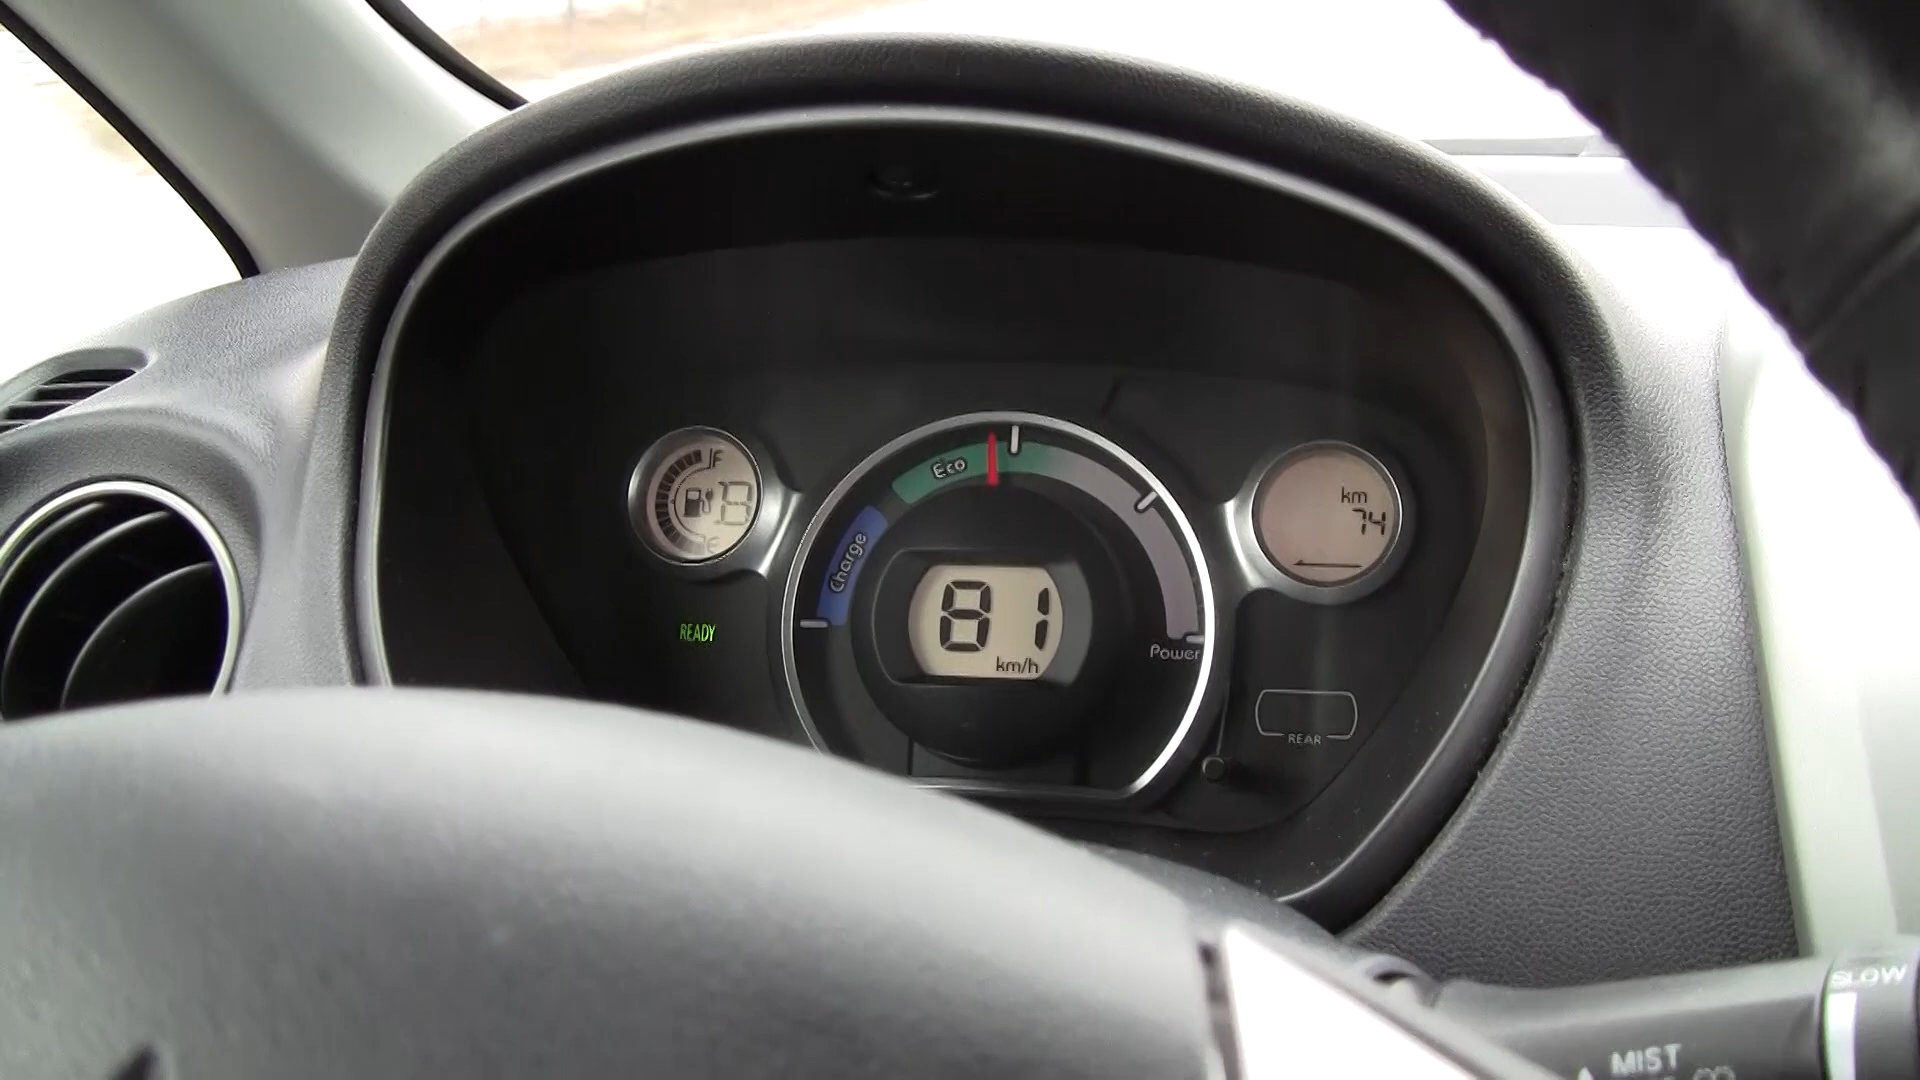 F
E
Eco
Charge
Power
81
km/h
km
74
READY
REAR
SLOW
MIST